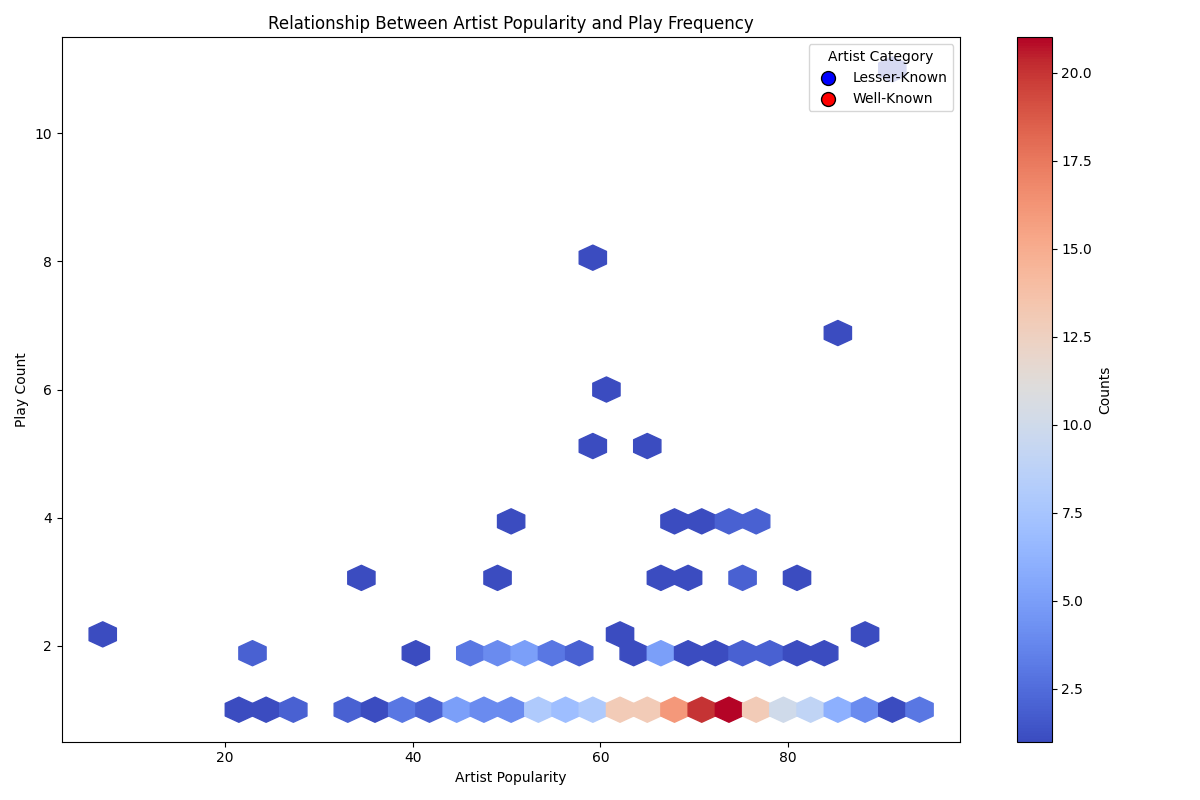 Relationship Between Artist Popularity and Play Frequency
Artist Category
Lesser-Known
Well-Known
Play Count
10
8
6
4
2
20
40
60
80
Artist Popularity
20.0
17.5
15.0
12.5
10.0
7.5
5.0
2.5
Counts